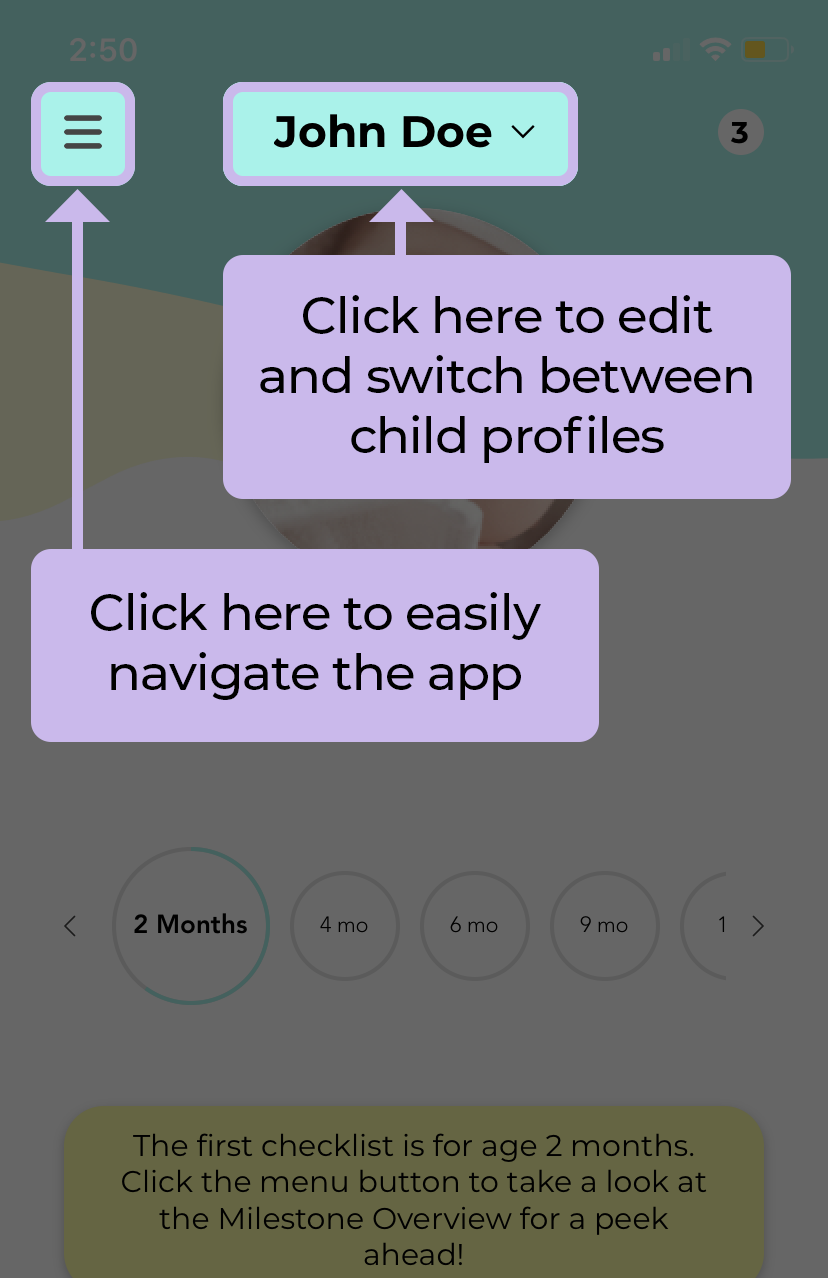 2:50
John Doe
3
Click here to edit
and switch between
child profiles
Click here to easily
navigate the app
2 Months
4 mo
6 mo
9 mo
1
The first checklist is for age 2 months.
Click the menu button to take a look at
the Milestone Overview for a peek
ahead!